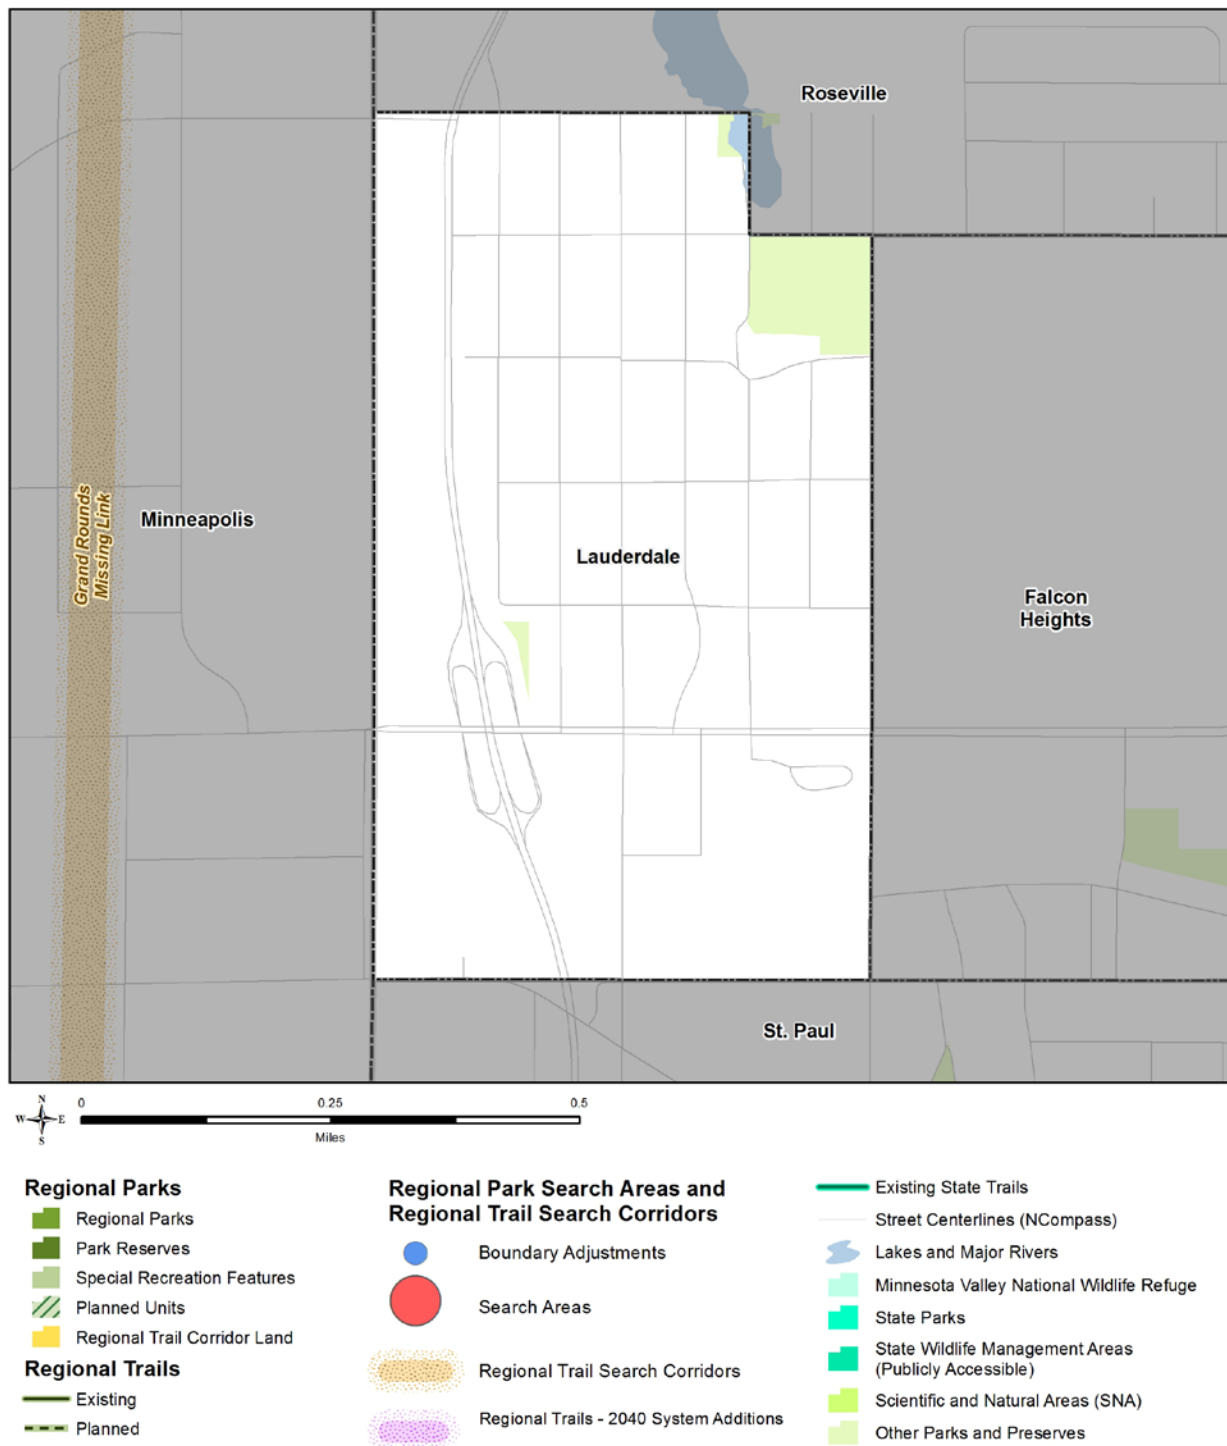 Roseville
Grand Rounds
Missing Link
Minneapolis
Lauderdale
Falcon
Heights
St. Paul
N
W
E
S
0
0.25
0.5
Miles
Regional Parks
Regional Parks
Park Reserves
Special Recreation Features
Planned Units
Regional Trail Corridor Land
Regional Trails
Existing
Planned
Regional Park Search Areas and
Regional Trail Search Corridors
Boundary Adjustments
Search Areas
Regional Trail Search Corridors
Regional Trails - 2040 System Additions
Existing State Trails
Street Centerlines (NCompass)
Lakes and Major Rivers
Minnesota Valley National Wildlife Refuge
State Parks
State Wildlife Management Areas
(Publicly Accessible)
Scientific and Natural Areas (SNA)
Other Parks and Preserves